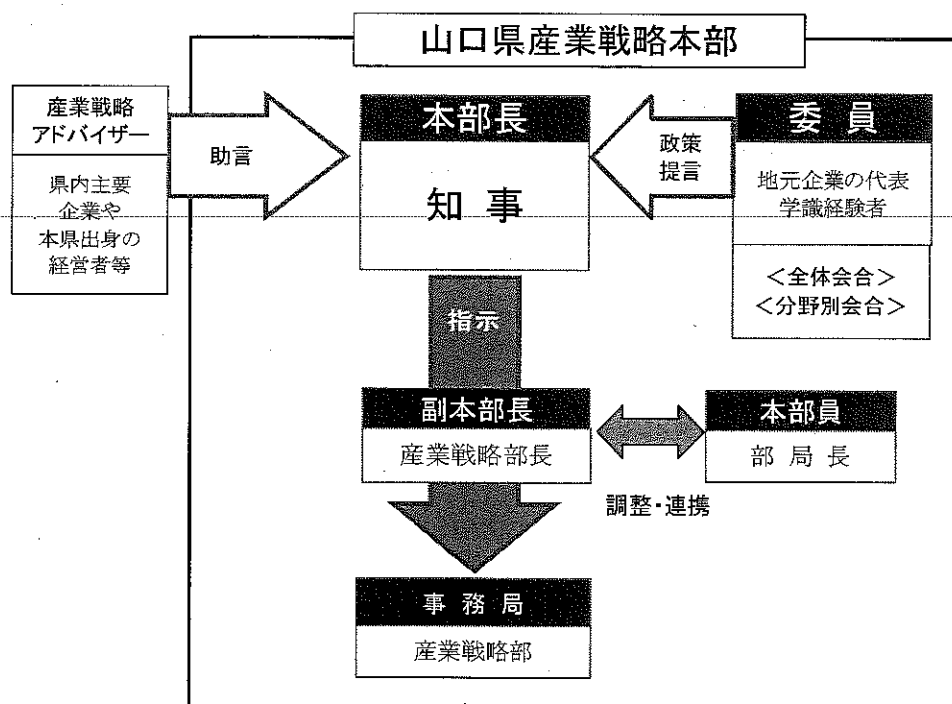 山口県産業戦略本部
産業戦略
アドバイザー
県内主要
企業や
本県出身の
経営者等
助言
本部長
知事
政策
提言
委員
地元企業の代表
学識経験者
<全体会合>
<分野別会合>
指示
副本部長
産業戦略部長
本部員
部局長
調整・連携
事務局
産業戦略部